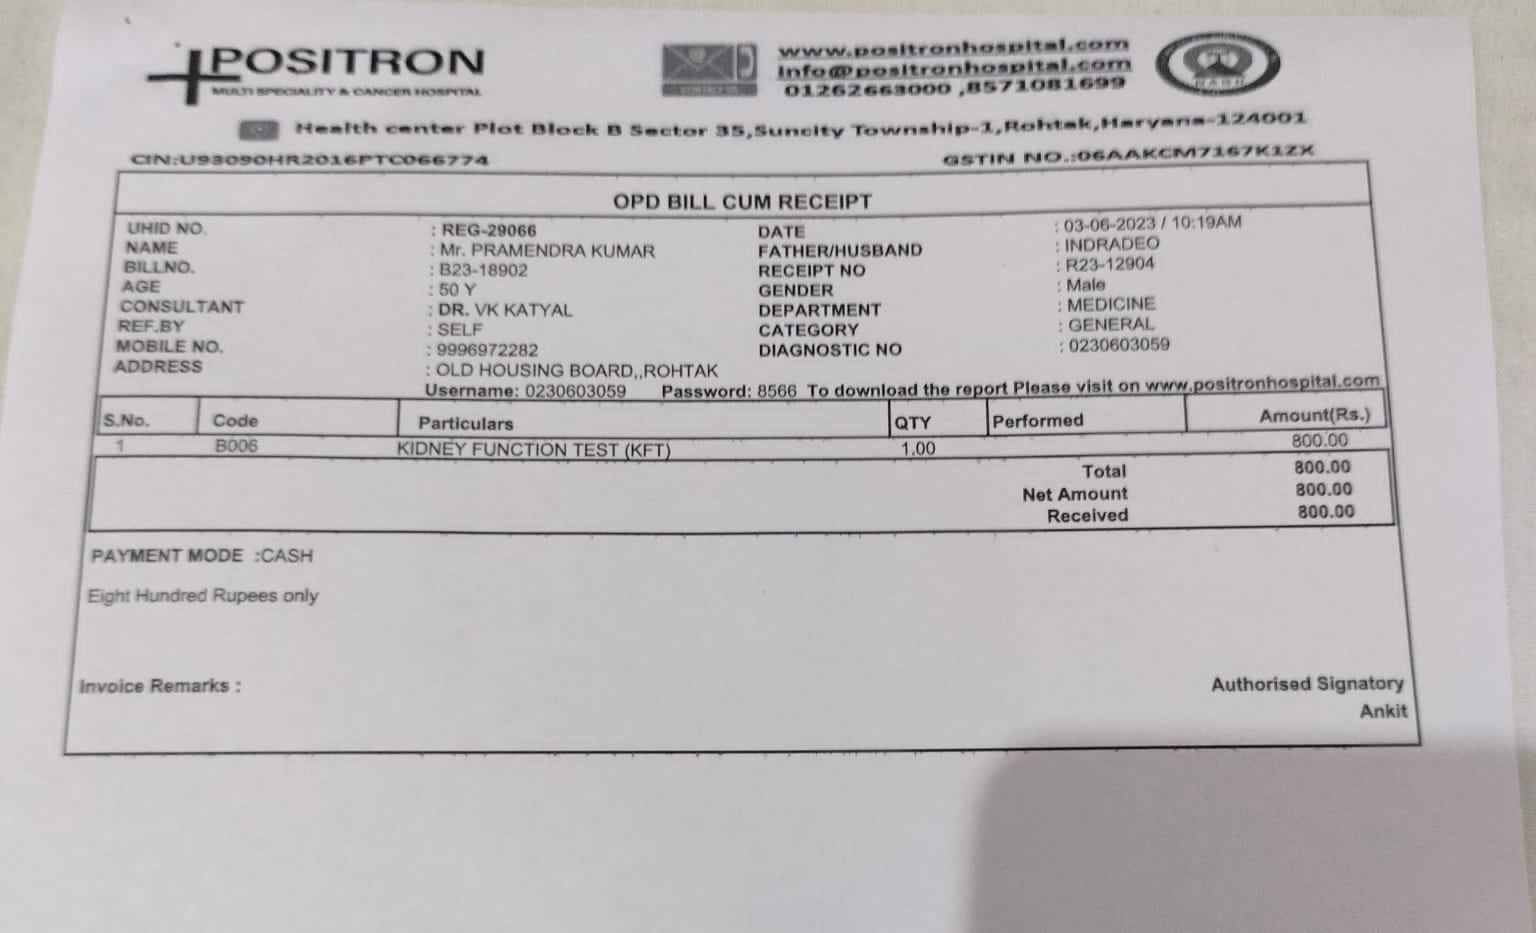 POSITRON
MULTI SPECIALITY & CANCER HOSPITAL
www.positronhospital.com
info@positronhospital.com
01262663000 ,8571081699
Health center Plot Block B Sector 35,Suncity Township-1,Rohtak,Haryana-124001
CIN:U93090HR2016PTC066774 GSTIN NO.:06AAKCM7167K1ZX
OPD BILL CUM RECEIPT
UHID NO. : REG-29066 DATE : 03-06-2023 / 10:19AM
NAME : Mr. PRAMENDRA KUMAR FATHER/HUSBAND : INDRADEO
BILLNO. : B23-18902 RECEIPT NO : R23-12904
AGE : 50 Y GENDER : Male
CONSULTANT : DR. VK KATYAL DEPARTMENT : MEDICINE
REF.BY : SELF CATEGORY : GENERAL
MOBILE NO. : 9996972282 DIAGNOSTIC NO : 0230603059
ADDRESS : OLD HOUSING BOARD,,ROHTAK
Username: 0230603059 Password: 8566 To download the report Please visit on www.positronhospital.com
S.No. Code Particulars QTY Performed Amount(Rs.)
1 B006 KIDNEY FUNCTION TEST (KFT) 1.00 800.00
Total 800.00
Net Amount 800.00
Received 800.00
PAYMENT MODE :CASH
Eight Hundred Rupees only
Invoice Remarks :
Authorised Signatory
Ankit